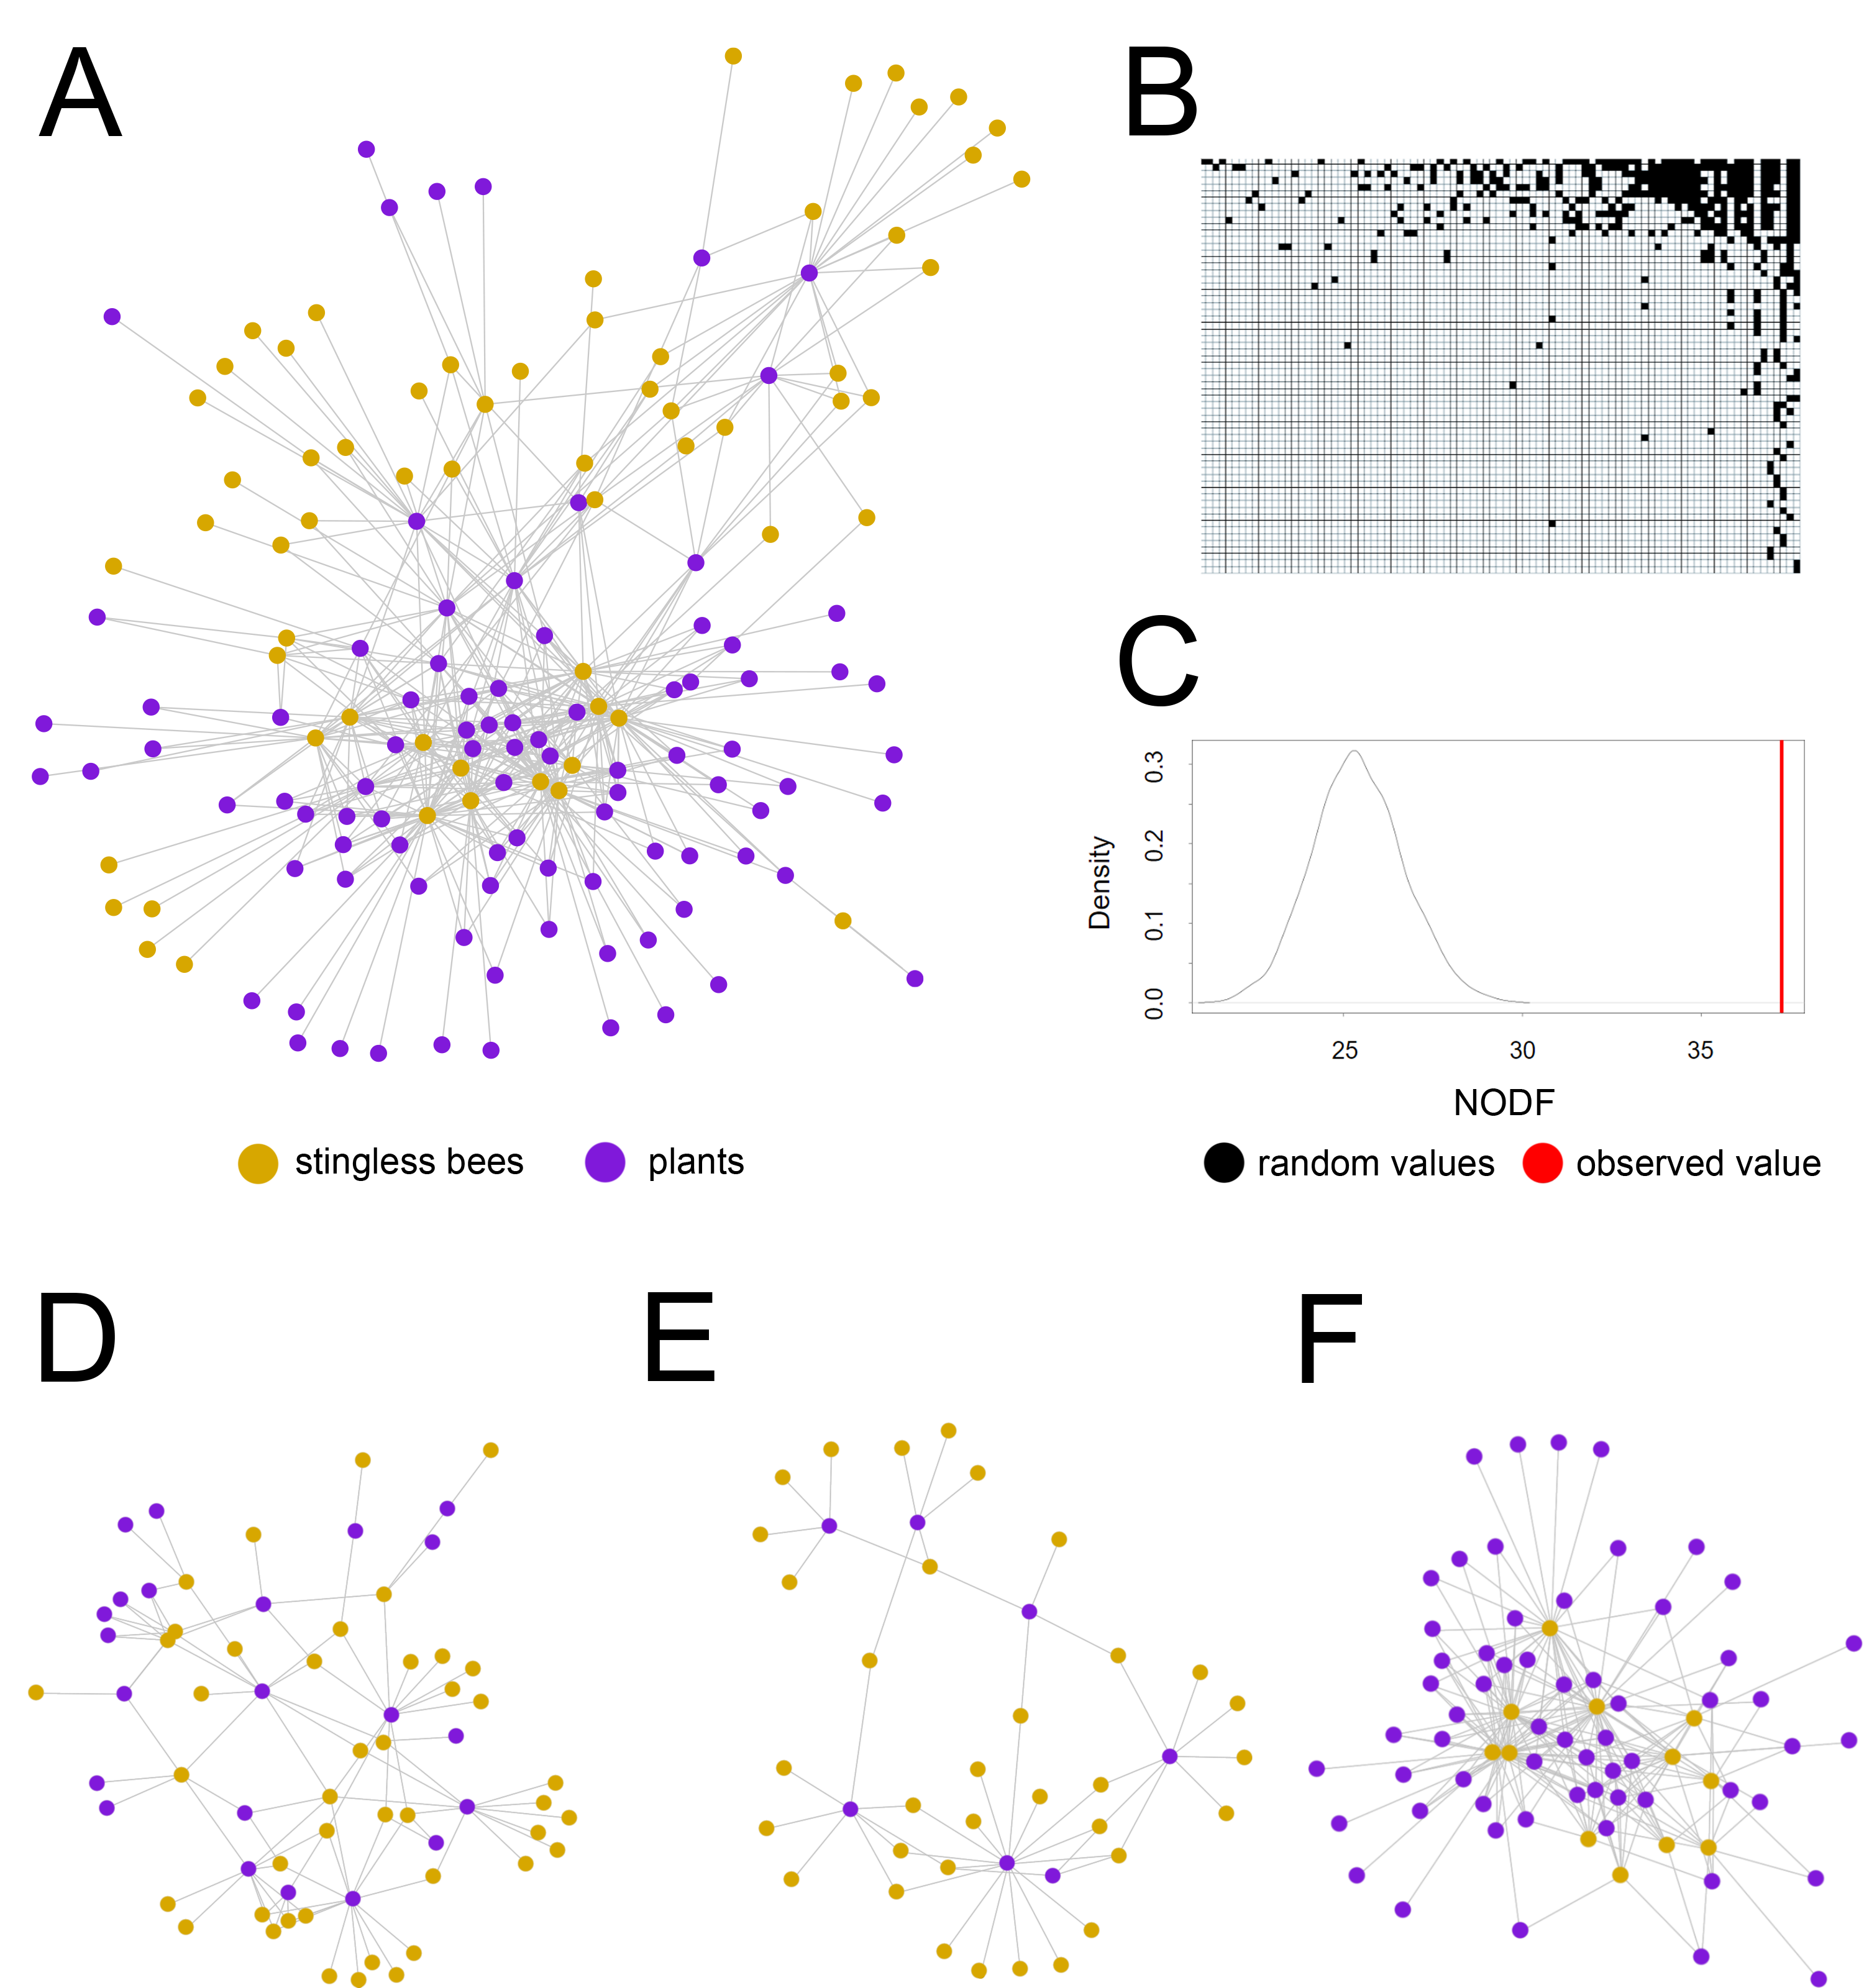 A
B
C
0.3
0.2
0.1
0.0
Density
25 30 35
NODF
stingless bees plants
random values observed value
D
E
F